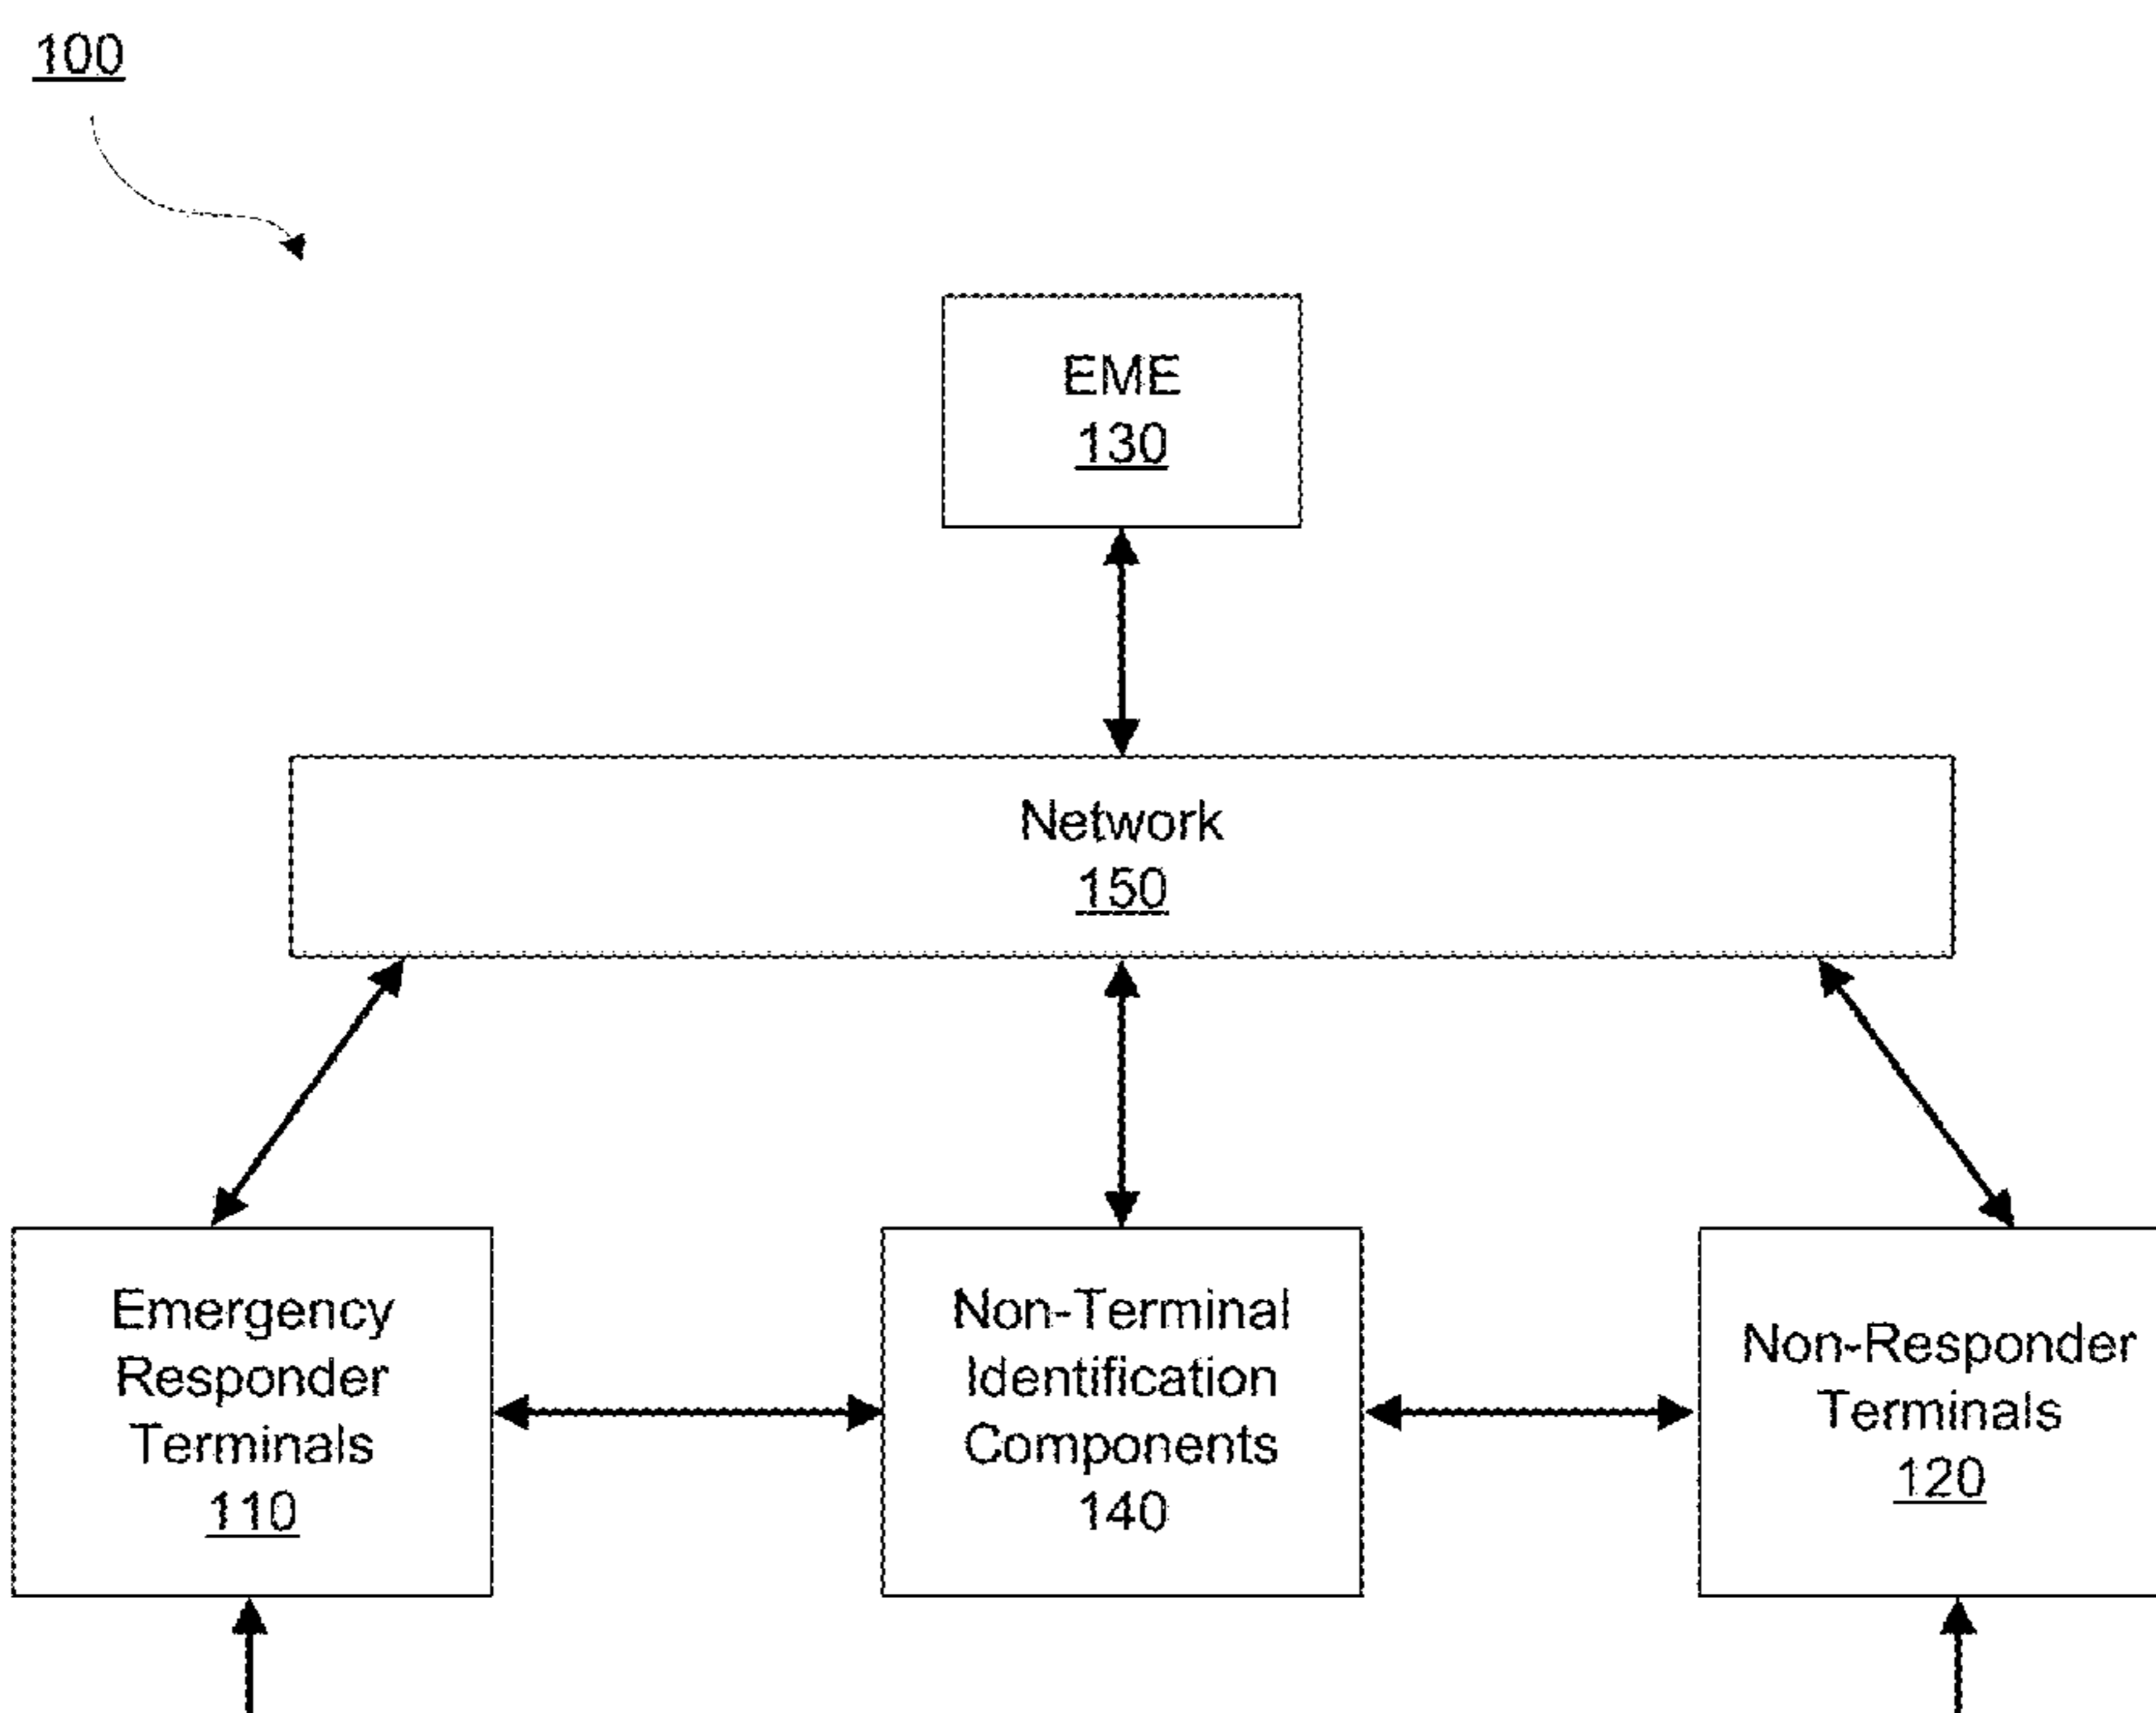 100
EME
130
Network
150
Emergency
Responder
Terminals
110
Non-Terminal
Identification
Components
140
Non-Responder
Terminals
120